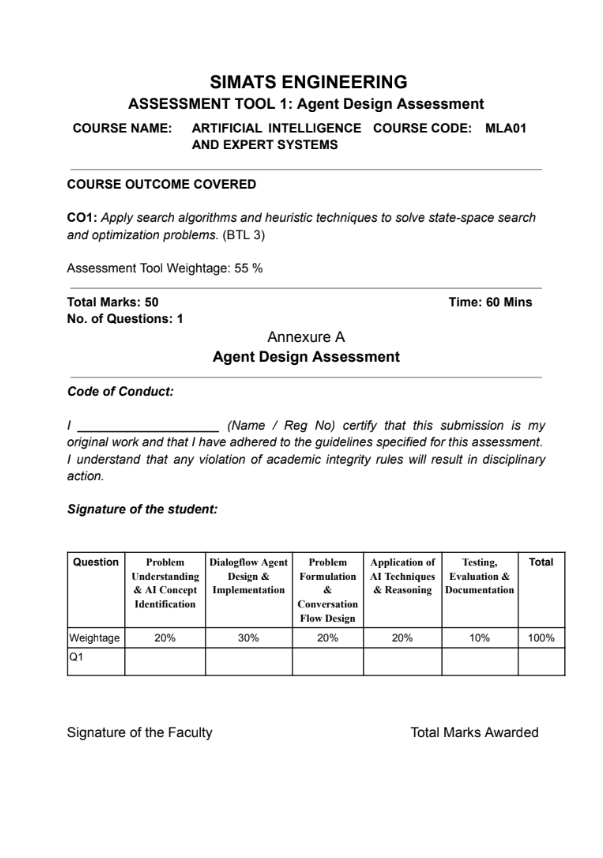 SIMATS ENGINEERING
ASSESSMENT TOOL 1: Agent Design Assessment
COURSE NAME: ARTIFICIAL INTELLIGENCE COURSE CODE: MLA01
AND EXPERT SYSTEMS
COURSE OUTCOME COVERED
CO1: Apply search algorithms and heuristic techniques to solve state-space search
and optimization problems. (BTL 3)
Assessment Tool Weightage: 55 %
Total Marks: 50 Time: 60 Mins
No. of Questions: 1
Annexure A
Agent Design Assessment
Code of Conduct:
I ____________________ (Name / Reg No) certify that this submission is my
original work and that I have adhered to the guidelines specified for this assessment.
I understand that any violation of academic integrity rules will result in disciplinary
action.
Signature of the student:
Question Problem Dialogflow Agent Problem Application of Testing, Total
Understanding Design & Formulation AI Techniques Evaluation &
& AI Concept Implementation & & Reasoning Documentation
Identification Conversation
Flow Design
Weightage 20% 30% 20% 20% 10% 100%
Q1
Signature of the Faculty Total Marks Awarded